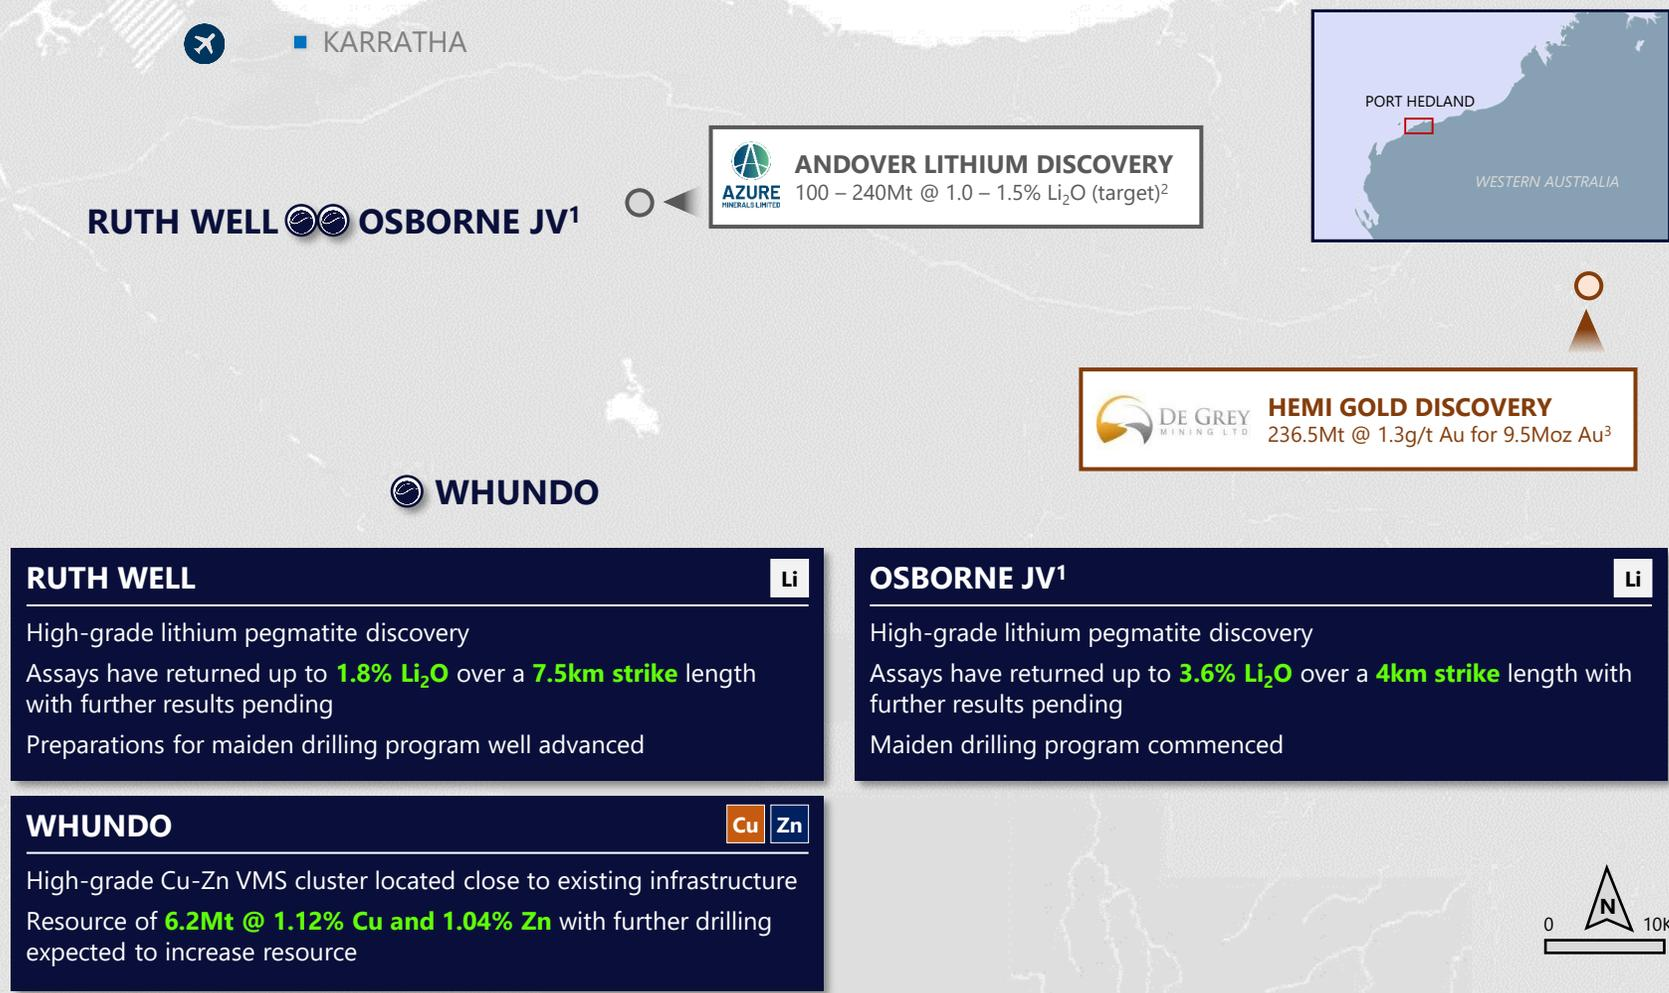 KARRATHA
PORT HEDLAND
WESTERN AUSTRALIA
AZURE
MINERALS LIMITED
ANDOVER LITHIUM DISCOVERY
100 – 240Mt @ 1.0 – 1.5% Li₂O (target)²
RUTH WELL OSBORNE JV¹
DE GREY
MINING LTD
HEMI GOLD DISCOVERY
236.5Mt @ 1.3g/t Au for 9.5Moz Au³
WHUNDO
RUTH WELL Li
High-grade lithium pegmatite discovery
Assays have returned up to 1.8% Li₂O over a 7.5km strike length
with further results pending
Preparations for maiden drilling program well advanced
OSBORNE JV¹ Li
High-grade lithium pegmatite discovery
Assays have returned up to 3.6% Li₂O over a 4km strike length with
further results pending
Maiden drilling program commenced
WHUNDO Cu Zn
High-grade Cu-Zn VMS cluster located close to existing infrastructure
Resource of 6.2Mt @ 1.12% Cu and 1.04% Zn with further drilling
expected to increase resource
N
0 10K